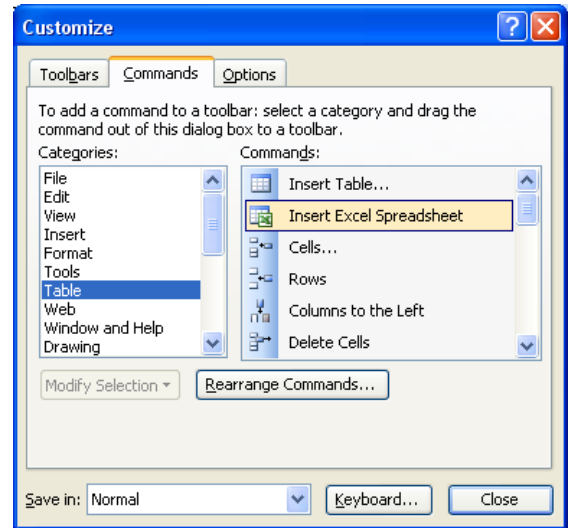 Customize
Toolbars Commands Options
To add a command to a toolbar: select a category and drag the
command out of this dialog box to a toolbar.
Categories:
File
Edit
View
Insert
Format
Tools
Table
Web
Window and Help
Drawing
Commands:
Insert Table...
Insert Excel Spreadsheet
Cells...
Rows
Columns to the Left
Delete Cells
Modify Selection
Rearrange Commands...
Save in: Normal
Keyboard...
Close